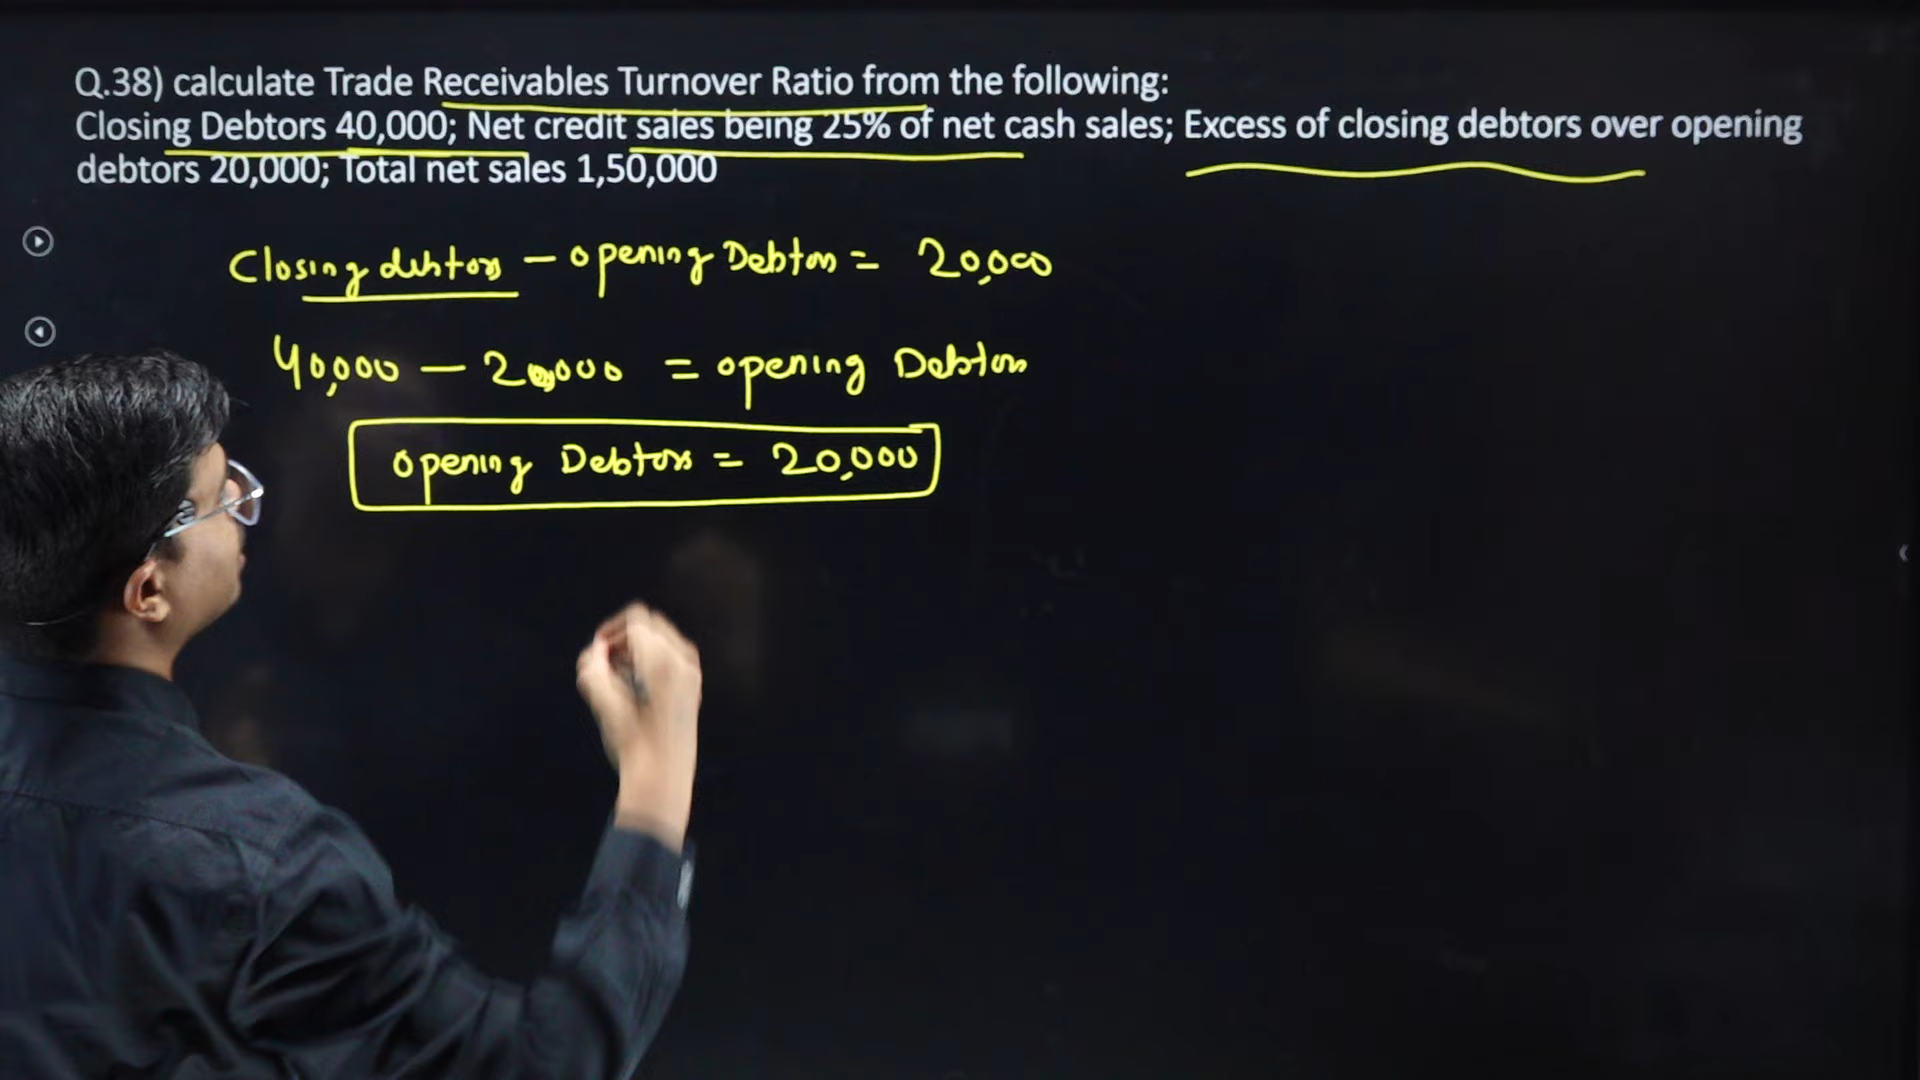 Q.38) calculate Trade Receivables Turnover Ratio from the following:
Closing Debtors 40,000; Net credit sales being 25% of net cash sales; Excess of closing debtors over opening
debtors 20,000; Total net sales 1,50,000
Closing debtors – opening Debtors = 20,000
40,000 – 20,000 = opening Debtors
opening Debtors = 20,000